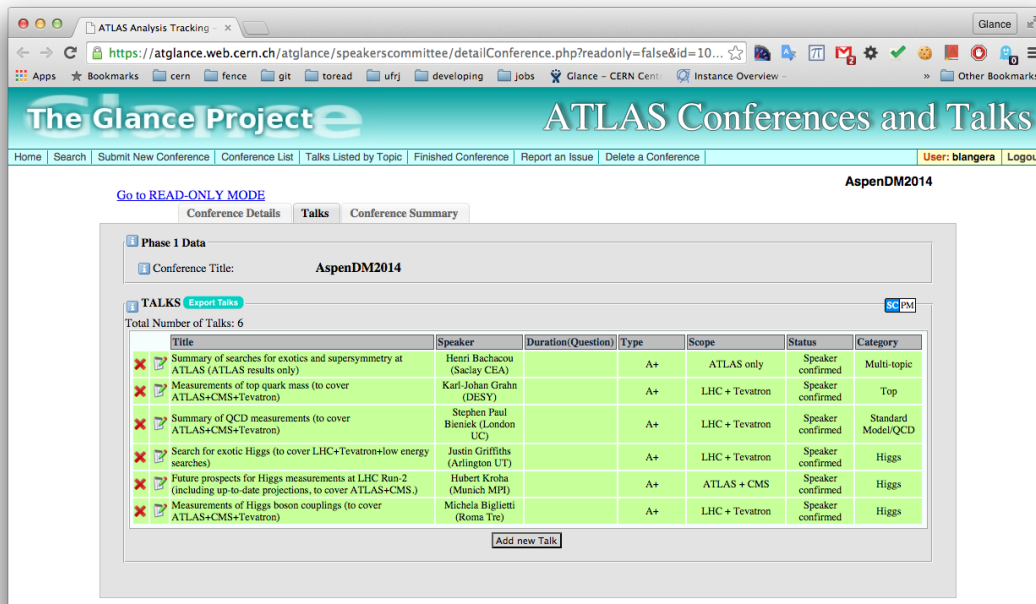 ATLAS Analysis Tracking -
Glance
https://atglance.web.cern.ch/atglance/speakerscommittee/detailConference.php?readonly=false&id=10...
2
0
Apps Bookmarks cern fence git toread ufrj developing jobs Glance - CERN Cent Instance Overview - » Other Bookmarks
The Glance Project
ATLAS Conferences and Talks
Home Search Submit New Conference Conference List Talks Listed by Topic Finished Conference Report an Issue Delete a Conference User: blangera Logou
AspenDM2014
Go to READ-ONLY MODE
Conference Details Talks Conference Summary
Phase 1 Data
Conference Title: AspenDM2014
TALKS Export Talks SC PM
Total Number of Talks: 6
Title Speaker Duration(Question) Type Scope Status Category
Summary of searches for exotics and supersymmetry at
ATLAS (ATLAS results only)
Henri Bachacou
(Saclay CEA)
A+
ATLAS only
Speaker
confirmed
Multi-topic
Measurements of top quark mass (to cover
ATLAS+CMS+Tevatron)
Karl-Johan Grahn
(DESY)
A+
LHC + Tevatron
Speaker
confirmed
Top
Summary of QCD measurements (to cover
ATLAS+CMS+Tevatron)
Stephen Paul
Bieniek (London
UC)
A+
LHC + Tevatron
Speaker
confirmed
Standard
Model/QCD
Search for exotic Higgs (to cover LHC+Tevatron+low energy
searches)
Justin Griffiths
(Arlington UT)
A+
LHC + Tevatron
Speaker
confirmed
Higgs
Future prospects for Higgs measurements at LHC Run-2
(including up-to-date projections, to cover ATLAS+CMS.)
Hubert Kroha
(Munich MPI)
A+
ATLAS + CMS
Speaker
confirmed
Higgs
Measurements of Higgs boson couplings (to cover
ATLAS+CMS+Tevatron)
Michela Biglietti
(Roma Tre)
A+
LHC + Tevatron
Speaker
confirmed
Higgs
Add new Talk